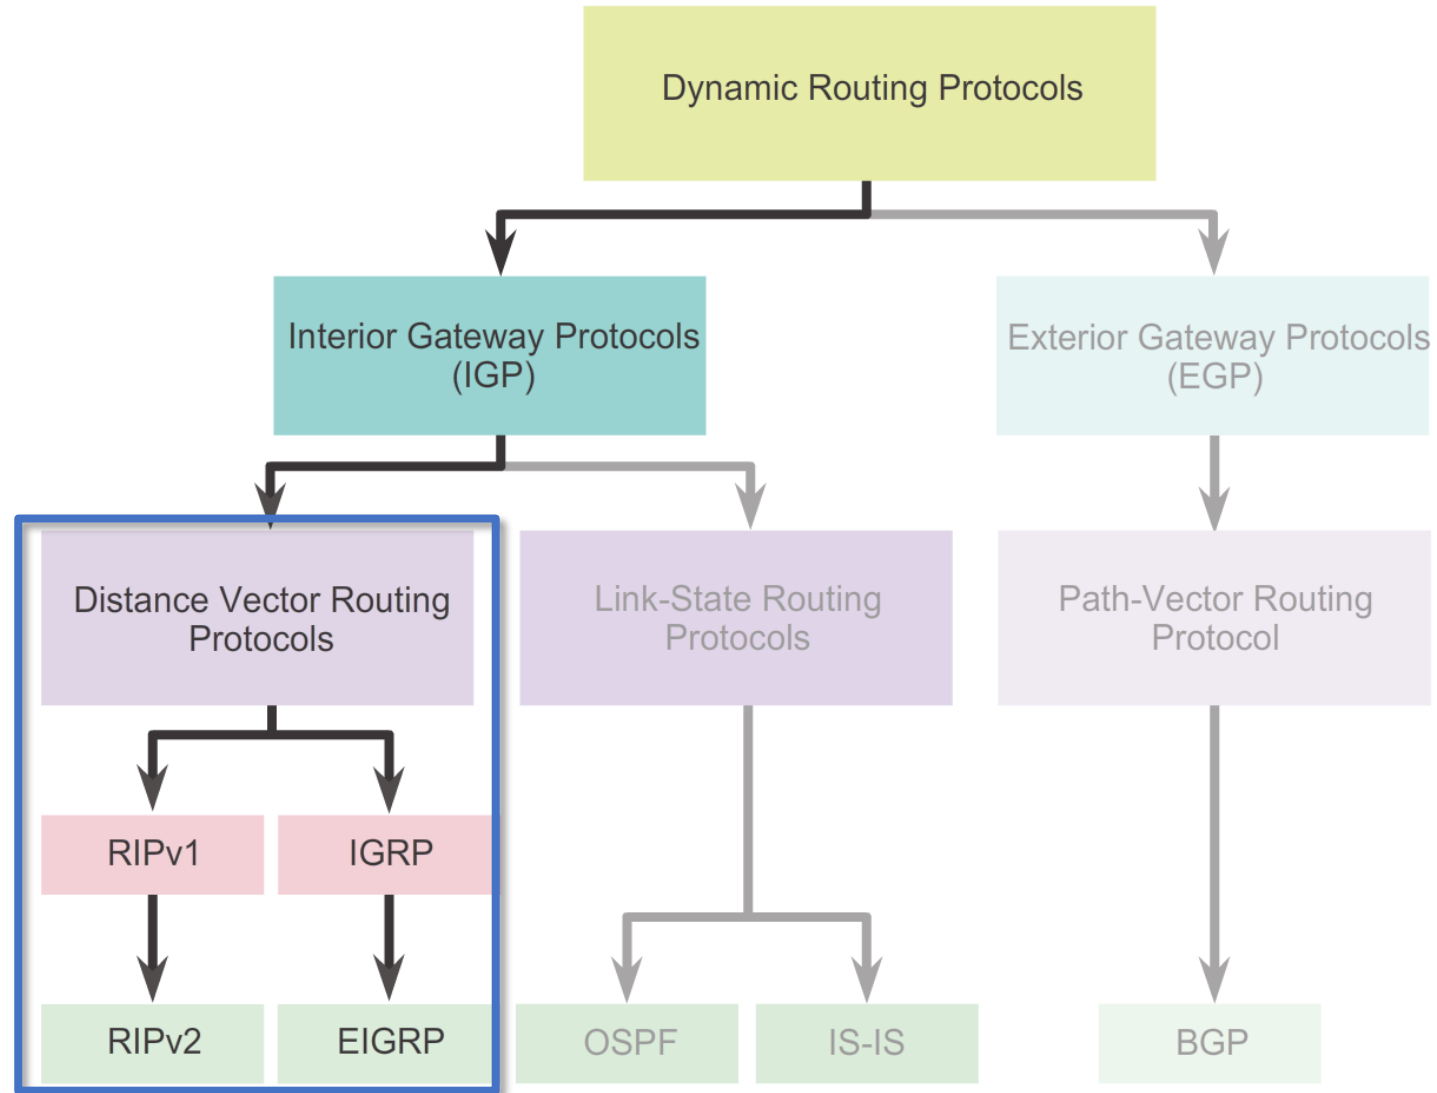 Dynamic Routing Protocols
Interior Gateway Protocols
(IGP)
Exterior Gateway Protocols
(EGP)
Distance Vector Routing
Protocols
Link-State Routing
Protocols
Path-Vector Routing
Protocol
RIPv1
IGRP
RIPv2
EIGRP
OSPF
IS-IS
BGP